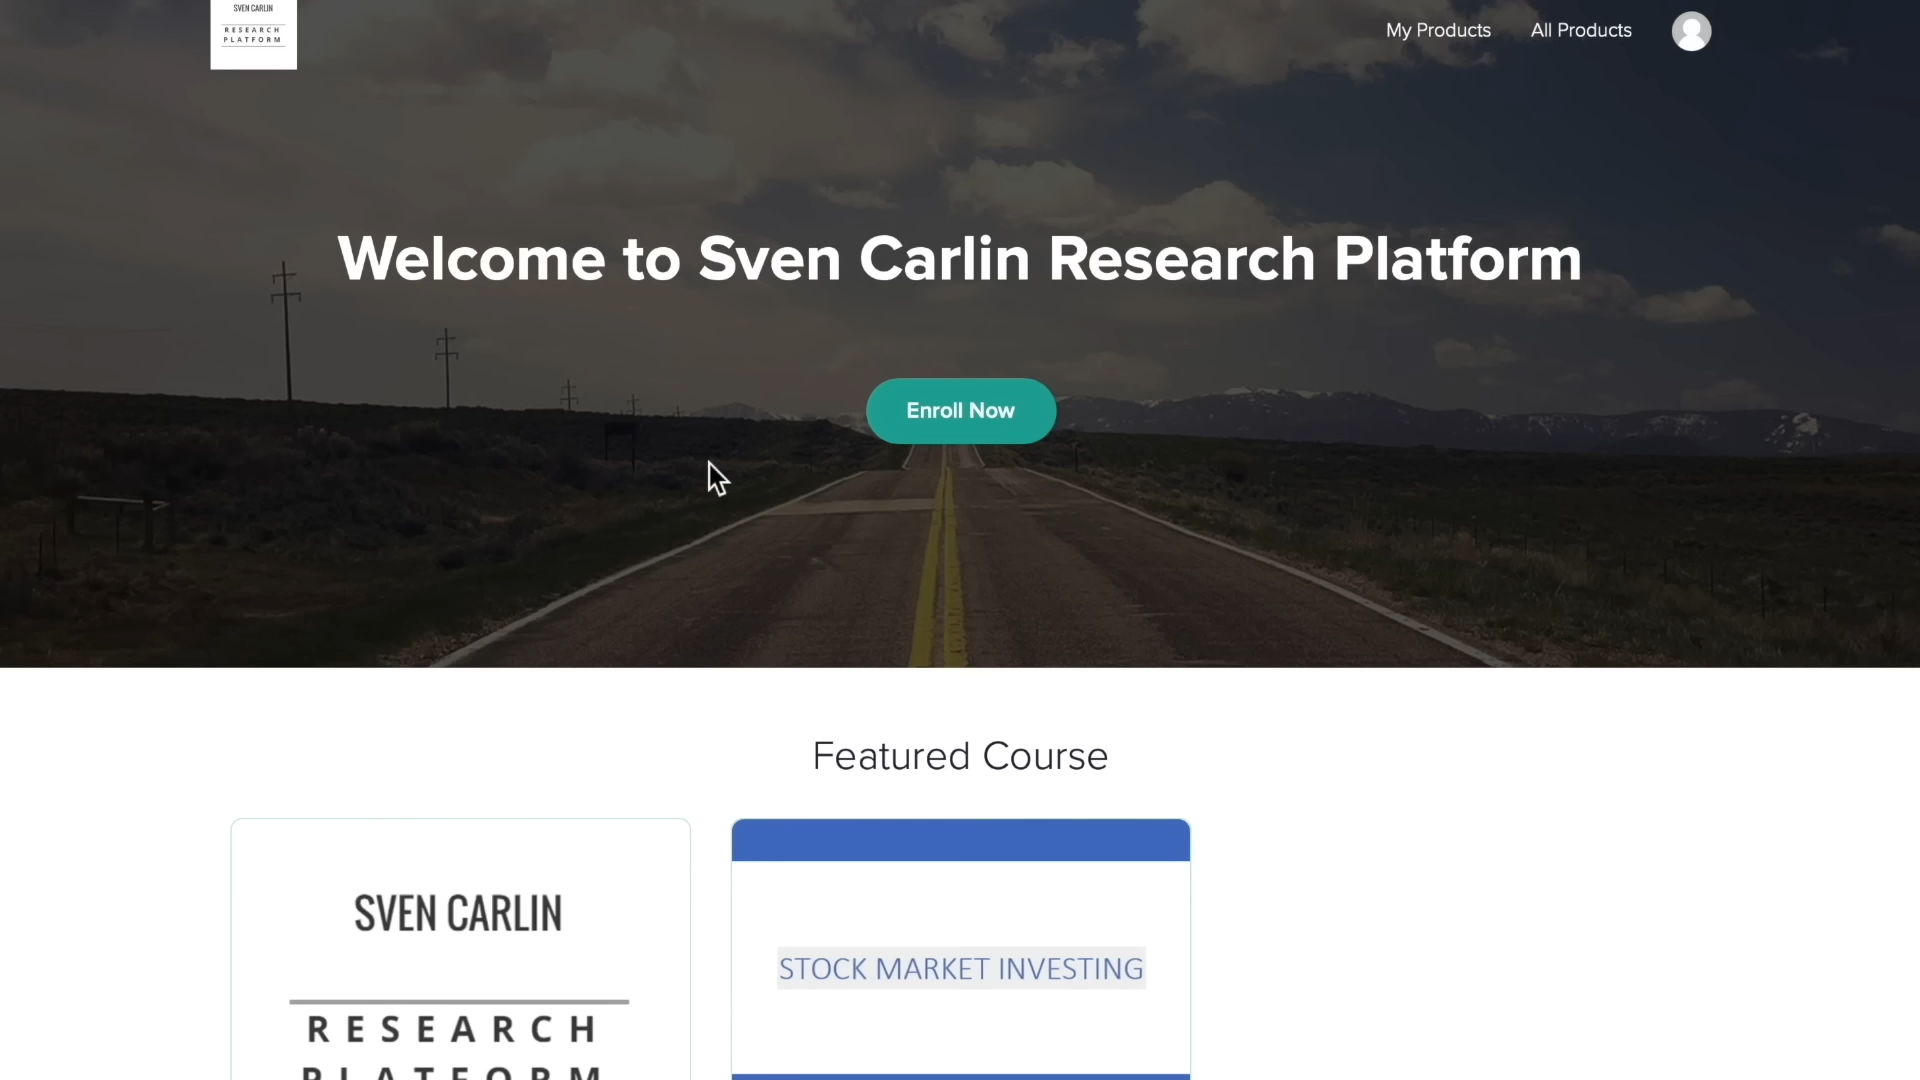 SVEN CARLIN
RESEARCH
PLATFORM
My Products
All Products
Welcome to Sven Carlin Research Platform
Enroll Now
Featured Course
SVEN CARLIN
RESEARCH
PLATFORM
STOCK MARKET INVESTING